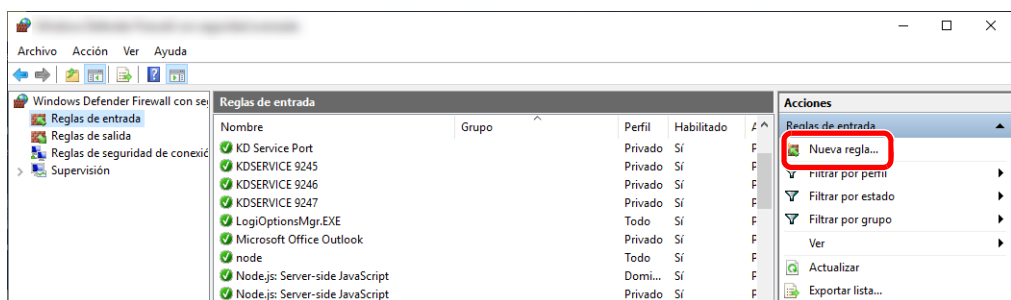 Archivo Acción Ver Ayuda
Windows Defender Firewall con se
Reglas de entrada
Reglas de salida
Reglas de seguridad de conexió
Supervisión
Reglas de entrada
Nombre Grupo Perfil Habilitado
KD Service Port Privado Sí
KDSERVICE 9245 Privado Sí
KDSERVICE 9246 Privado Sí
KDSERVICE 9247 Privado Sí
LogiOptionsMgr.EXE Todo Sí
Microsoft Office Outlook Privado Sí
node Todo Sí
Node.js: Server-side JavaScript Domi... Sí
Node.js: Server-side JavaScript Privado Sí
Acciones
Reglas de entrada
Nueva regla...
Filtrar por perfil
Filtrar por estado
Filtrar por grupo
Ver
Actualizar
Exportar lista...